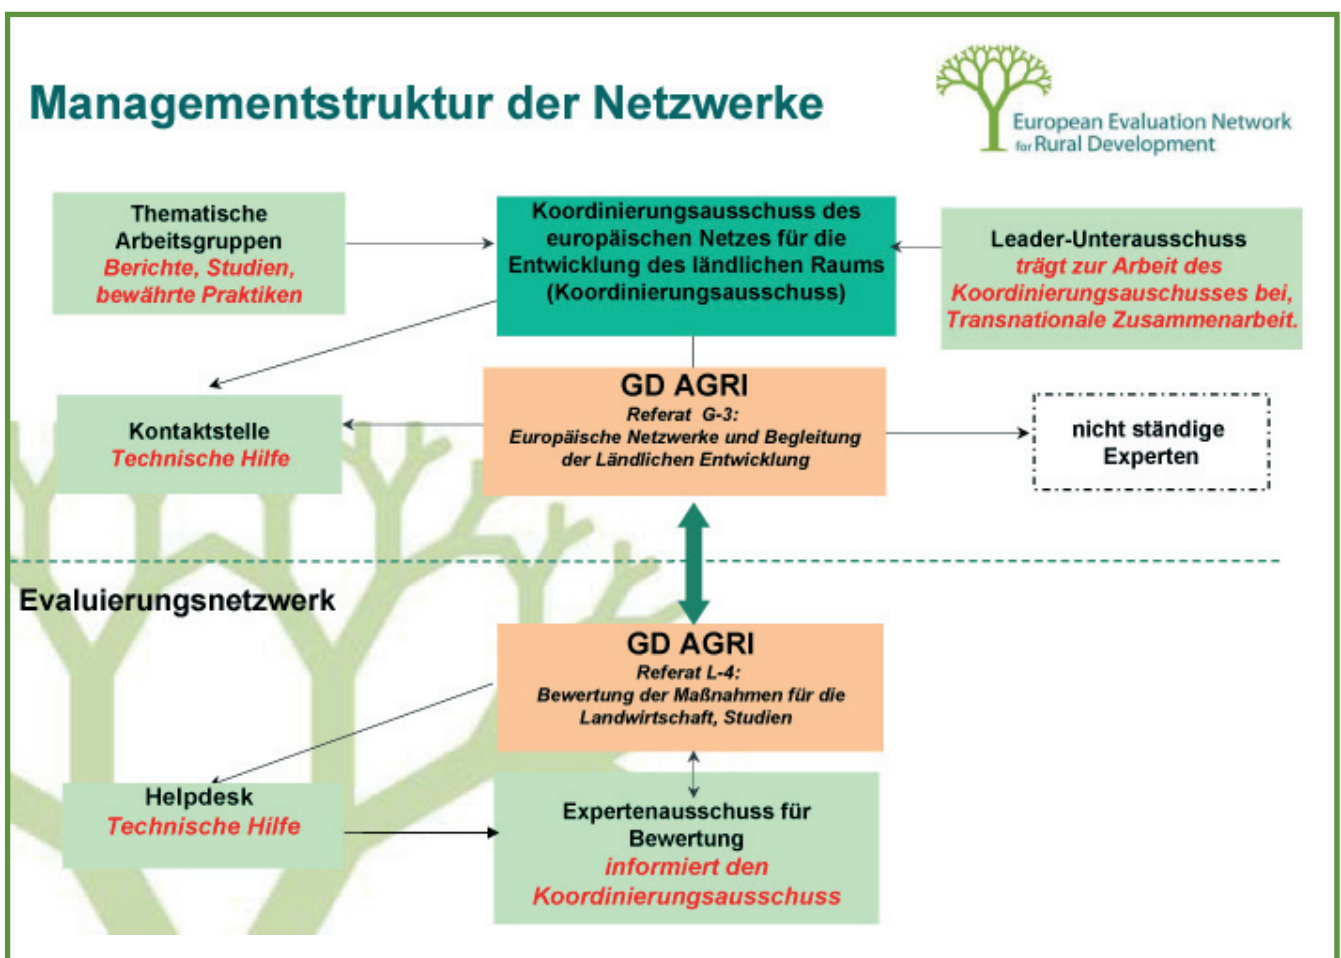 Managementstruktur der Netzwerke
European Evaluation Network
for Rural Development
Thematische
Arbeitsgruppen
Berichte, Studien,
bewährte Praktiken
Koordinierungsausschuss des
europäischen Netzes für die
Entwicklung des ländlichen Raums
(Koordinierungsausschuss)
Leader-Unterausschuss
trägt zur Arbeit des
Koordinierungsauschusses bei,
Transnationale Zusammenarbeit.
Kontaktstelle
Technische Hilfe
GD AGRI
Referat G-3:
Europäische Netzwerke und Begleitung
der Ländlichen Entwicklung
nicht ständige
Experten
Evaluierungsnetzwerk
GD AGRI
Referat L-4:
Bewertung der Maßnahmen für die
Landwirtschaft, Studien
Helpdesk
Technische Hilfe
Expertenausschuss für
Bewertung
informiert den
Koordinierungsausschuss